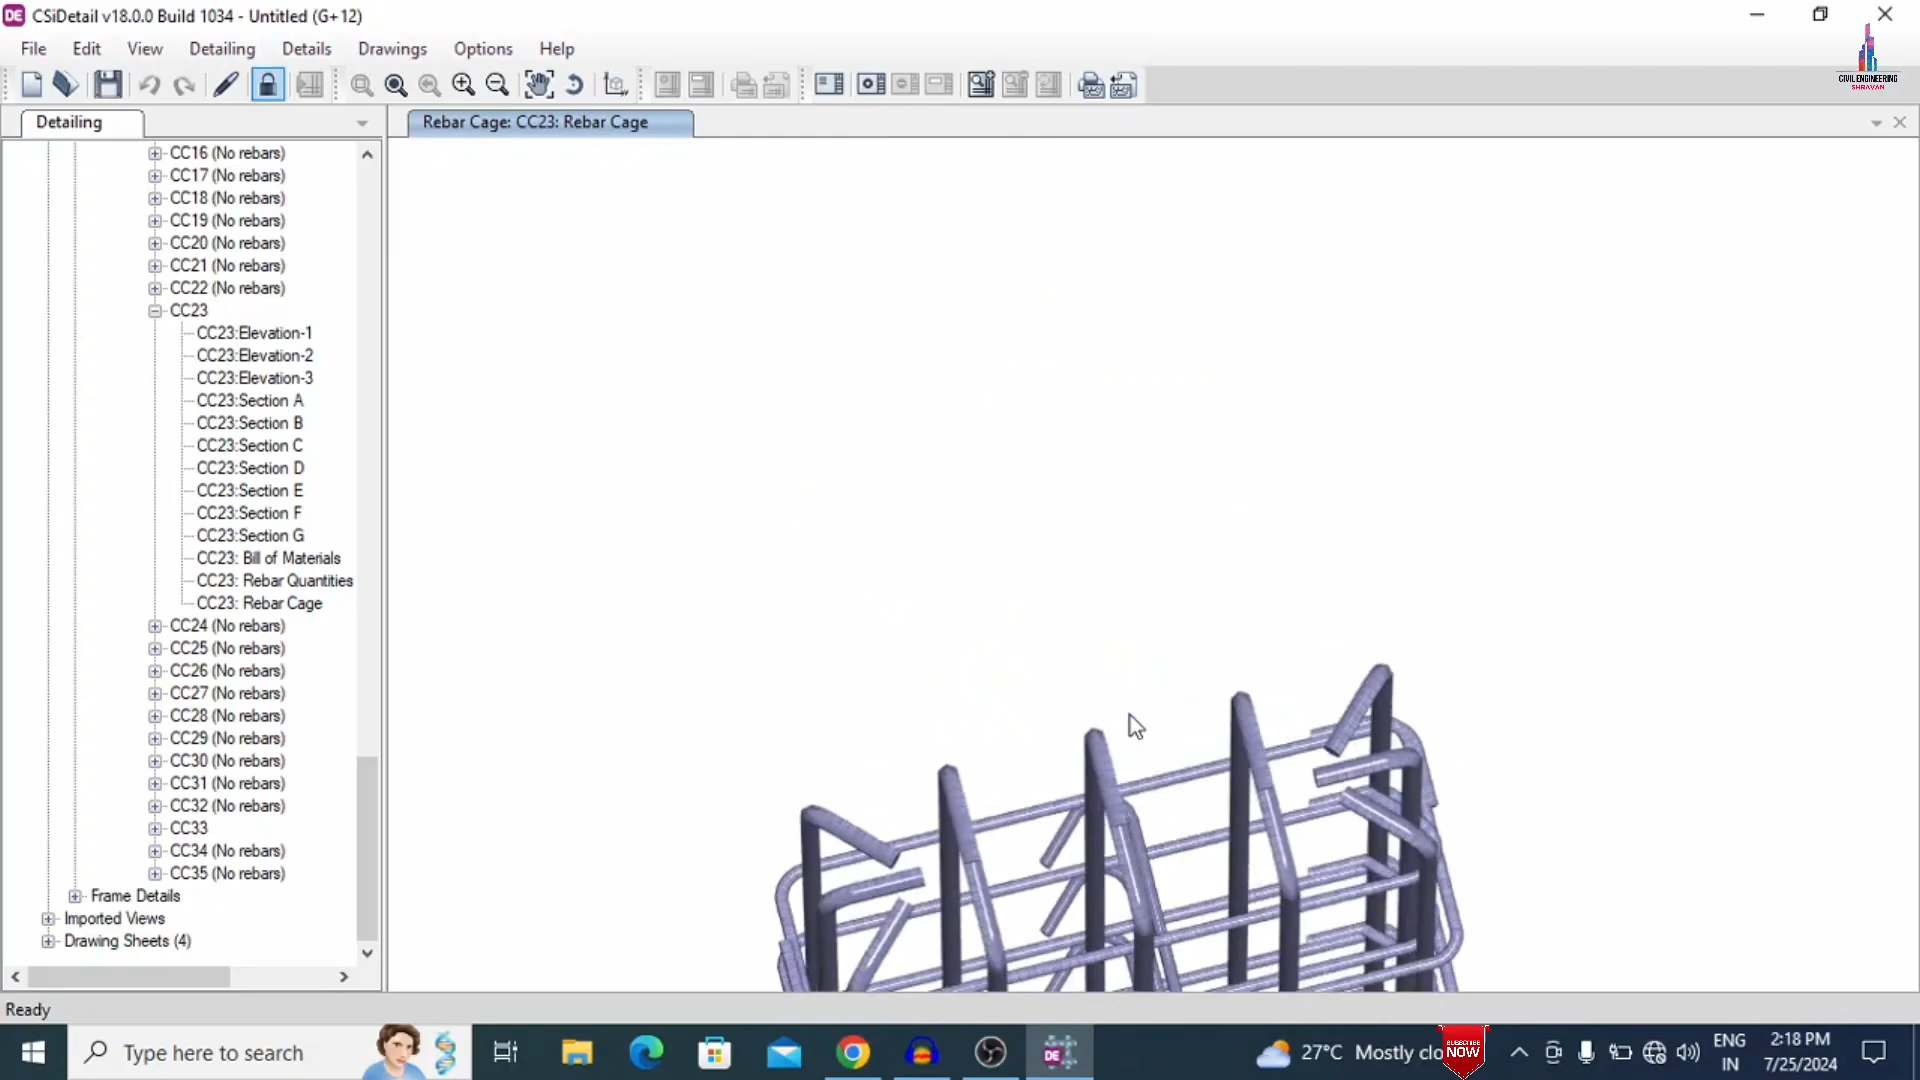 DE CSiDetail v18.0.0 Build 1034 - Untitled (G+12)
File Edit View Detailing Details Drawings Options Help
CIVIL ENGINEERING
SHRAVAN
Detailing
Rebar Cage: CC23: Rebar Cage
CC16 (No rebars)
CC17 (No rebars)
CC18 (No rebars)
CC19 (No rebars)
CC20 (No rebars)
CC21 (No rebars)
CC22 (No rebars)
CC23
CC23:Elevation-1
CC23:Elevation-2
CC23:Elevation-3
CC23:Section A
CC23:Section B
CC23:Section C
CC23:Section D
CC23:Section E
CC23:Section F
CC23:Section G
CC23: Bill of Materials
CC23: Rebar Quantities
CC23: Rebar Cage
CC24 (No rebars)
CC25 (No rebars)
CC26 (No rebars)
CC27 (No rebars)
CC28 (No rebars)
CC29 (No rebars)
CC30 (No rebars)
CC31 (No rebars)
CC32 (No rebars)
CC33
CC34 (No rebars)
CC35 (No rebars)
Frame Details
Imported Views
Drawing Sheets (4)
Ready
Type here to search
DE
27°C Mostly clo
SUBSCRIBE
NOW
ENG
IN
2:18 PM
7/25/2024